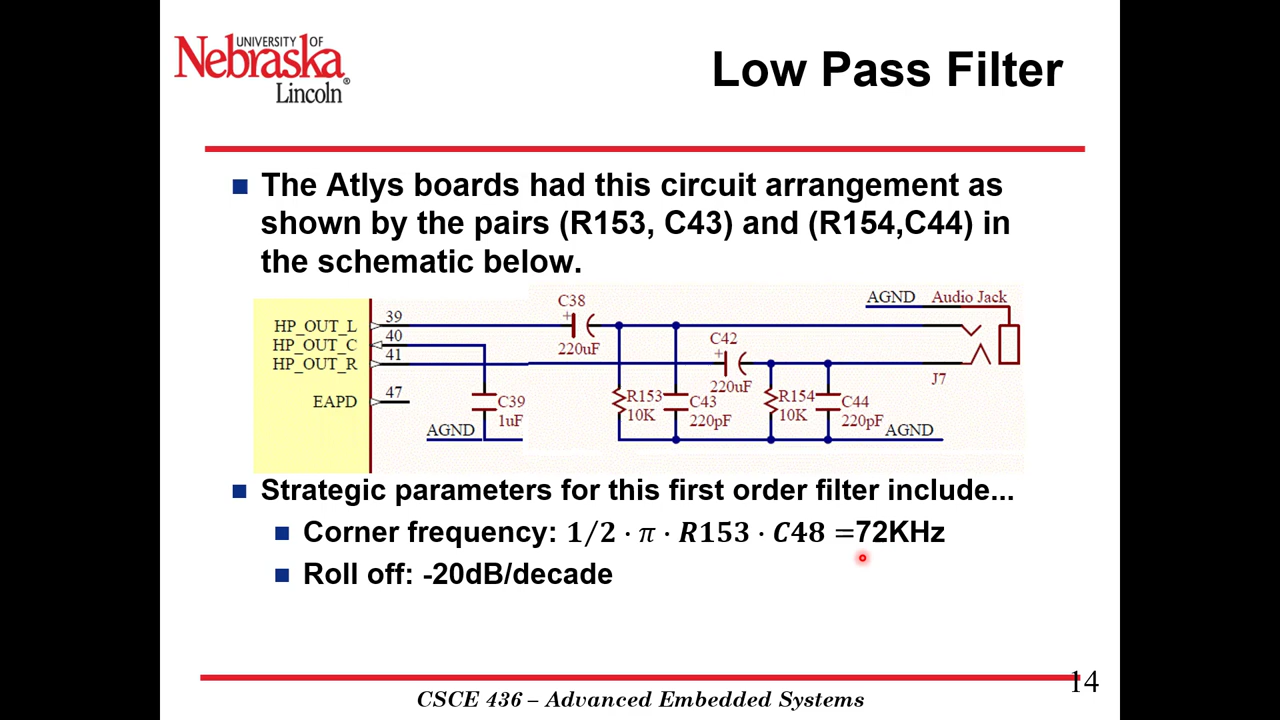 UNIVERSITY OF
Nebraska®
Lincoln
Low Pass Filter
The Atlys boards had this circuit arrangement as
shown by the pairs (R153, C43) and (R154,C44) in
the schematic below.
HP_OUT_L 39
HP_OUT_C 40
HP_OUT_R 41
EAPD 47
AGND
C39
1uF
C38
+
220uF
C42
+
220uF
R153
10K
C43
220pF
R154
10K
C44
220pF
AGND
AGND Audio Jack
J7
Strategic parameters for this first order filter include...
Corner frequency: 1/2 · π · R153 · C48 =72KHz
Roll off: -20dB/decade
14
CSCE 436 – Advanced Embedded Systems